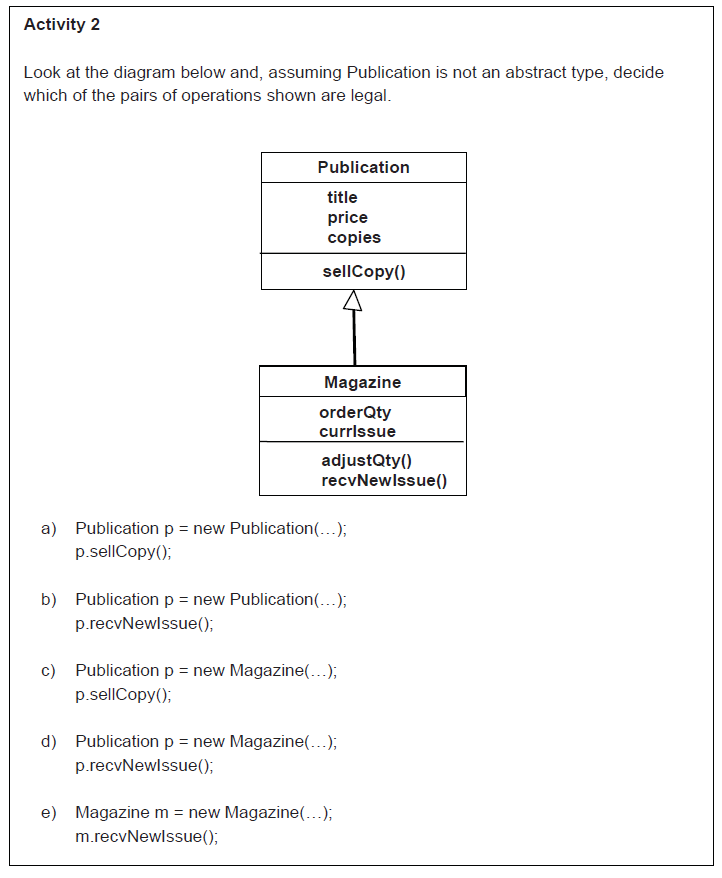 Activity 2
Look at the diagram below and, assuming Publication is not an abstract type, decide
which of the pairs of operations shown are legal.
Publication
title
price
copies
sellCopy()
Magazine
orderQty
currIssue
adjustQty()
recvNewIssue()
a) Publication p = new Publication(…);
p.sellCopy();
b) Publication p = new Publication(…);
p.recvNewIssue();
c) Publication p = new Magazine(…);
p.sellCopy();
d) Publication p = new Magazine(…);
p.recvNewIssue();
e) Magazine m = new Magazine(…);
m.recvNewIssue();